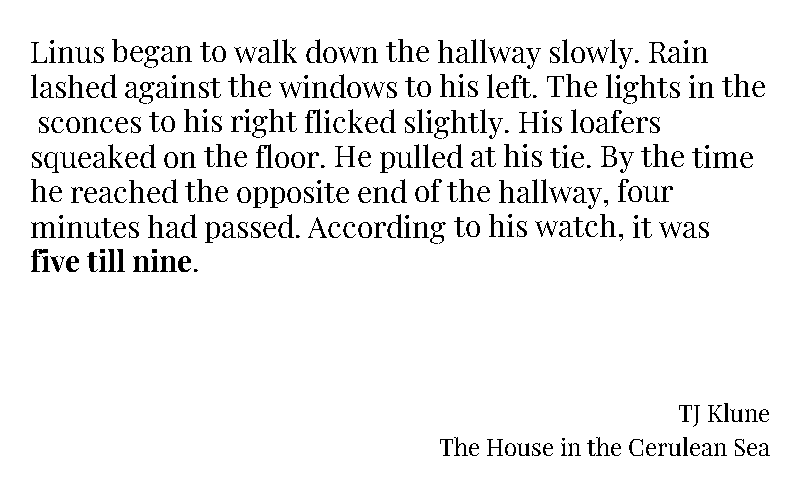 Linus began to walk down the hallway slowly. Rain
lashed against the windows to his left. The lights in the
sconces to his right flicked slightly. His loafers
squeaked on the floor. He pulled at his tie. By the time
he reached the opposite end of the hallway, four
minutes had passed. According to his watch, it was
five till nine.
TJ Klune
The House in the Cerulean Sea